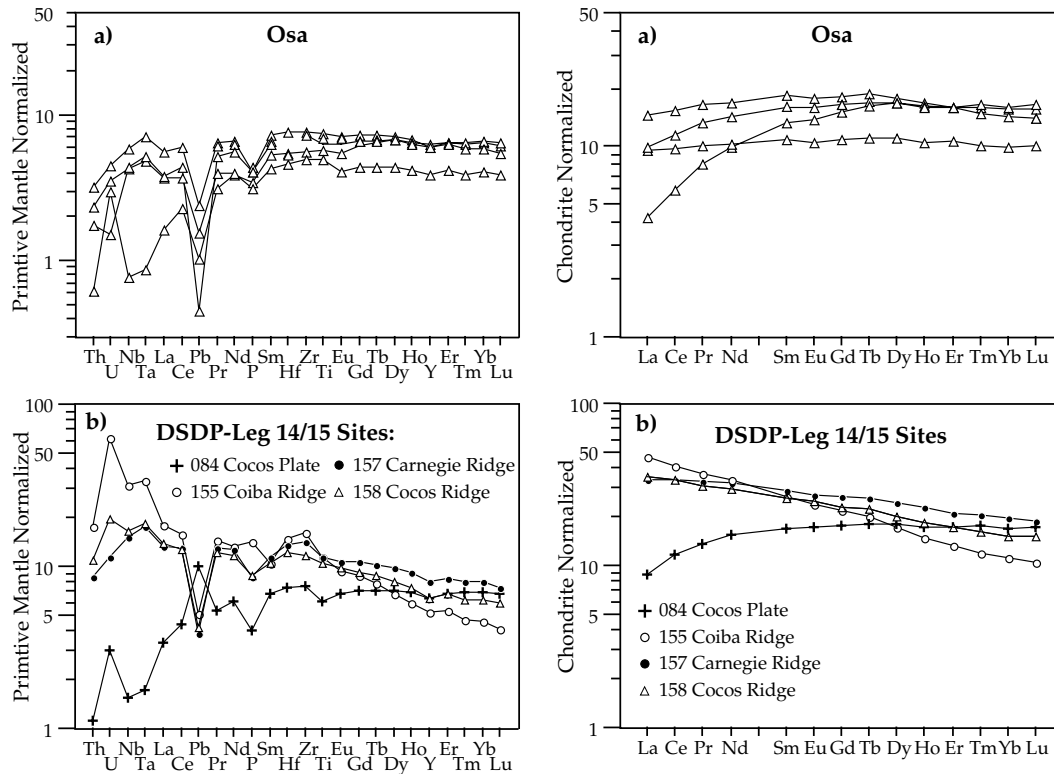 a) Osa
Primtive Mantle Normalized
50
10
1
Th Nb La Pb Nd Sm Zr Eu Tb Ho Er Yb
U Ta Ce Pr P Hf Ti Gd Dy Y Tm Lu
a) Osa
Chondrite Normalized
50
10
5
1
La Ce Pr Nd Sm Eu Gd Tb Dy Ho Er Tm Yb Lu
b) DSDP-Leg 14/15 Sites:
084 Cocos Plate 157 Carnegie Ridge
155 Coiba Ridge 158 Cocos Ridge
Primtive Mantle Normalized
100
50
10
5
1
Th Nb La Pb Nd Sm Zr Eu Tb Ho Er Yb
U Ta Ce Pr P Hf Ti Gd Dy Y Tm Lu
b) DSDP-Leg 14/15 Sites
Chondrite Normalized
100
50
10
5
1
084 Cocos Plate
155 Coiba Ridge
157 Carnegie Ridge
158 Cocos Ridge
La Ce Pr Nd Sm Eu Gd Tb Dy Ho Er Tm Yb Lu